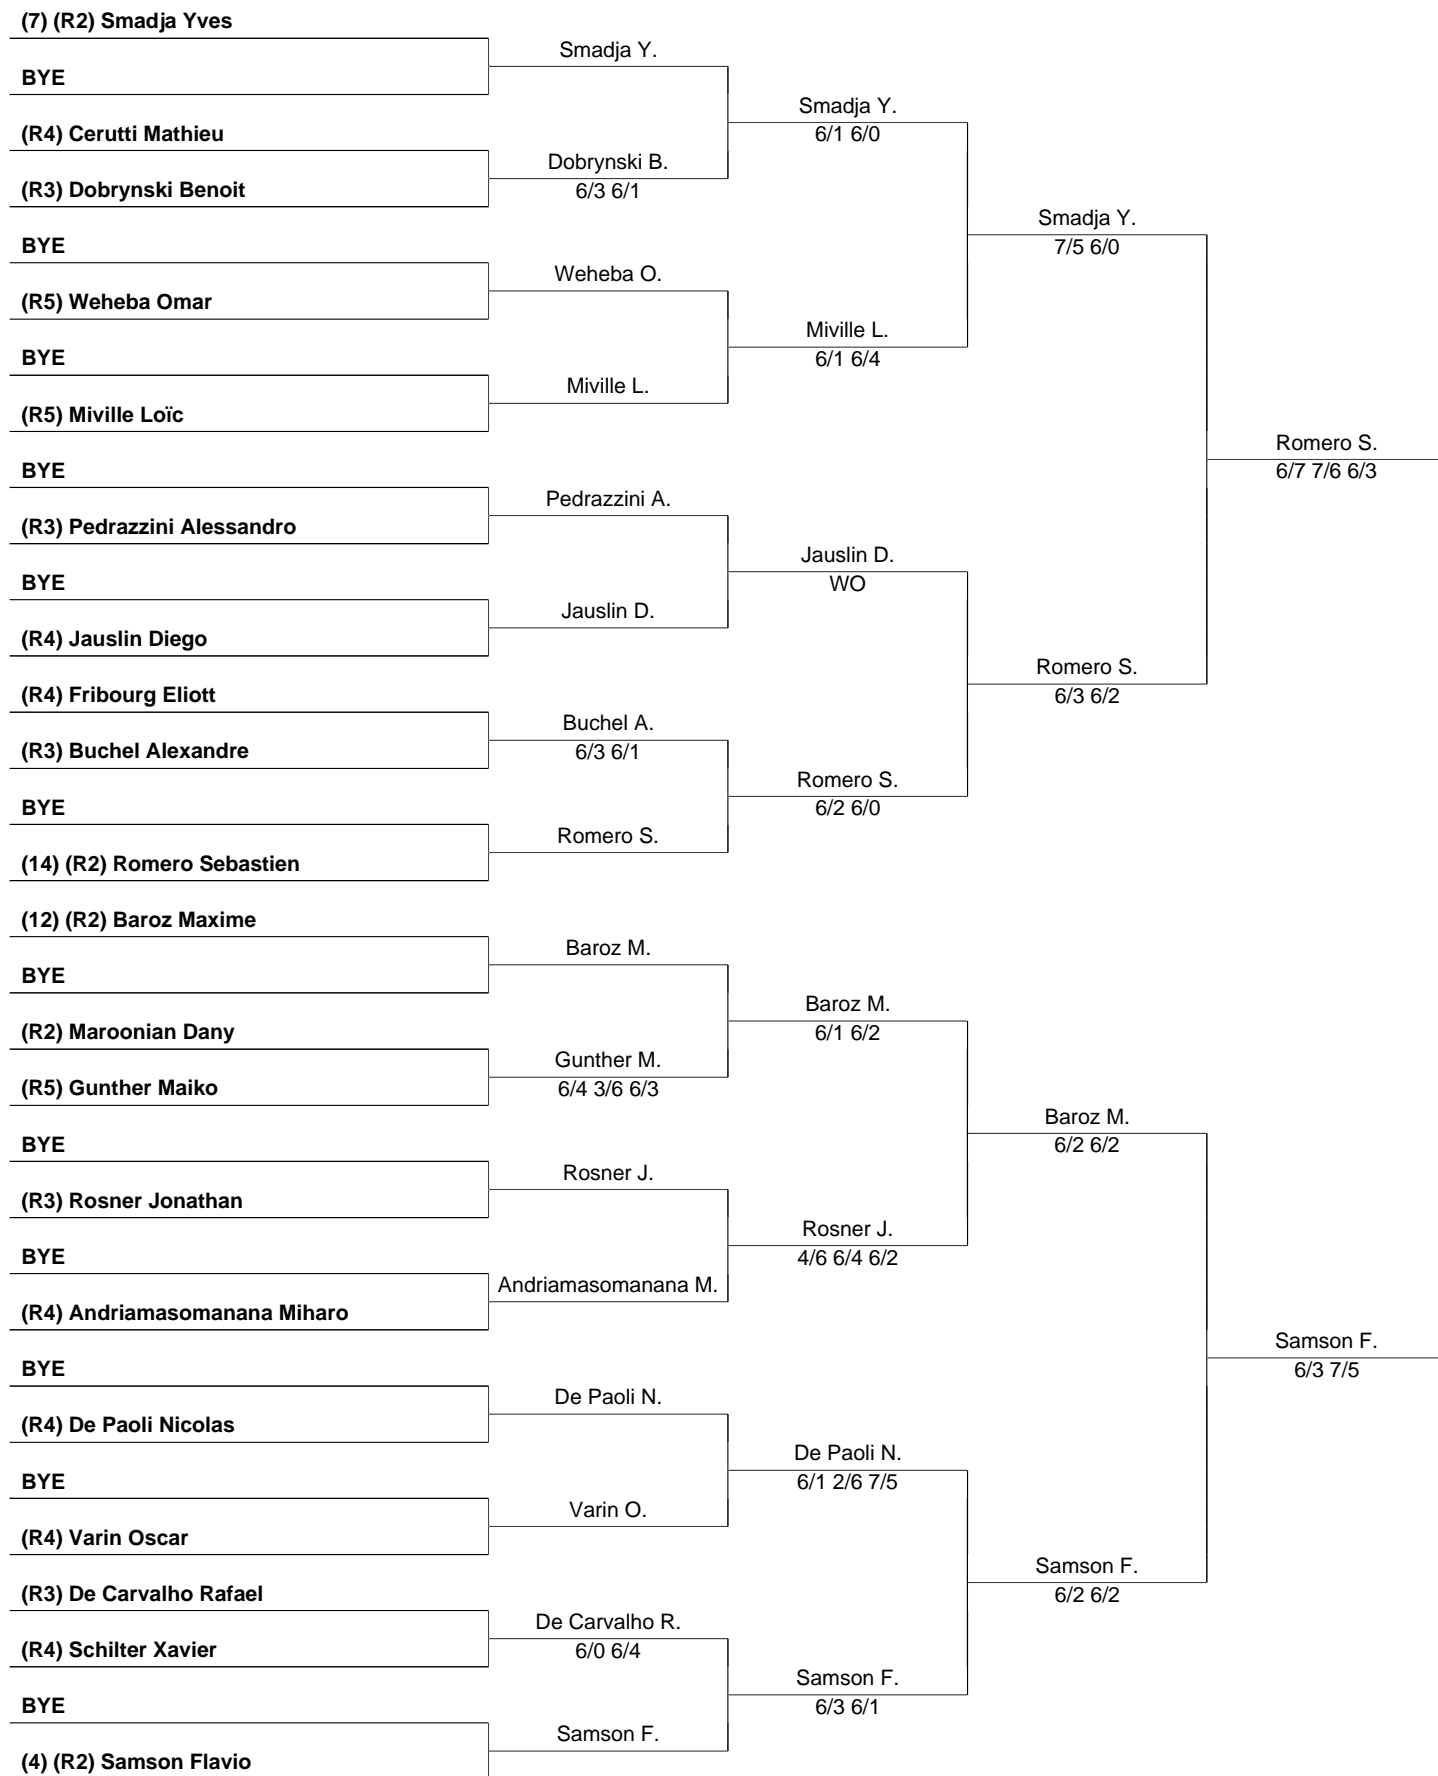 (7) (R2) Smadja Yves
Smadja Y.
BYE
Smadja Y.
6/1 6/0
(R4) Cerutti Mathieu
Dobrynski B.
6/3 6/1
(R3) Dobrynski Benoit
Smadja Y.
7/5 6/0
BYE
Weheba O.
(R5) Weheba Omar
Miville L.
6/1 6/4
BYE
Miville L.
(R5) Miville Loïc
Romero S.
6/7 7/6 6/3
BYE
Pedrazzini A.
(R3) Pedrazzini Alessandro
Jauslin D.
WO
BYE
Jauslin D.
(R4) Jauslin Diego
Romero S.
6/3 6/2
(R4) Fribourg Eliott
Buchel A.
6/3 6/1
(R3) Buchel Alexandre
Romero S.
6/2 6/0
BYE
Romero S.
(14) (R2) Romero Sebastien
(12) (R2) Baroz Maxime
Baroz M.
BYE
Baroz M.
6/1 6/2
(R2) Maroonian Dany
Gunther M.
6/4 3/6 6/3
(R5) Gunther Maiko
Baroz M.
6/2 6/2
BYE
Rosner J.
(R3) Rosner Jonathan
Rosner J.
4/6 6/4 6/2
BYE
Andriamasomanana M.
(R4) Andriamasomanana Miharo
Samson F.
6/3 7/5
BYE
De Paoli N.
(R4) De Paoli Nicolas
De Paoli N.
6/1 2/6 7/5
BYE
Varin O.
(R4) Varin Oscar
Samson F.
6/2 6/2
(R3) De Carvalho Rafael
De Carvalho R.
6/0 6/4
(R4) Schilter Xavier
Samson F.
6/3 6/1
BYE
Samson F.
(4) (R2) Samson Flavio